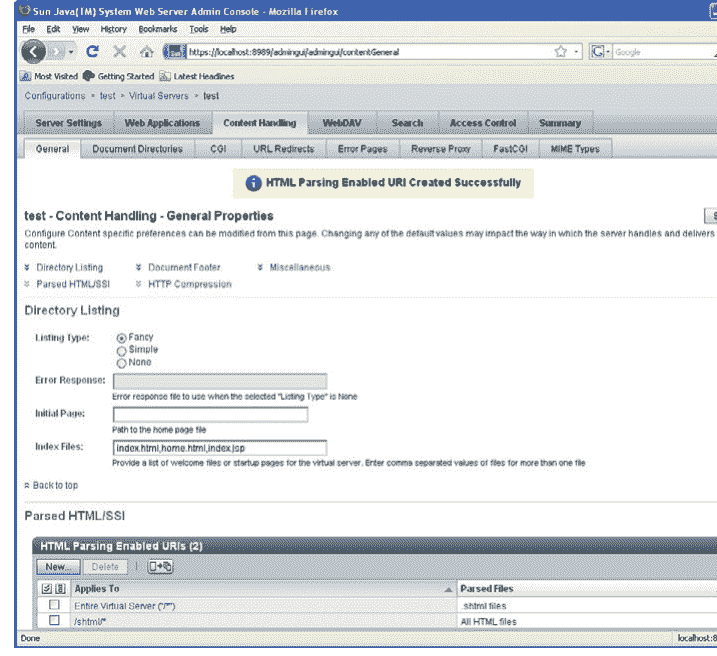 Sun Java(TM) System Web Server Admin Console - Mozilla Firefox
File Edit View History Bookmarks Tools Help
https://localhost:8989/admingui/admingui/contentGeneral
Google
Most Visited Getting Started Latest Headlines
Configurations > test > Virtual Servers > test
Server Settings Web Applications Content Handling WebDAV Search Access Control Summary
General Document Directories CGI URL Redirects Error Pages Reverse Proxy FastCGI MIME Types
HTML Parsing Enabled URI Created Successfully
test - Content Handling - General Properties
Configure Content specific preferences can be modified from this page. Changing any of the default values may impact the way in which the server handles and delivers
content.
Directory Listing Document Footer Miscellaneous
Parsed HTML/SSI HTTP Compression
Directory Listing
Listing Type: Fancy
Simple
None
Error Response:
Error response file to use when the selected "Listing Type" is None
Initial Page:
Path to the home page file
Index Files: index.html,home.html,index.jsp
Provide a list of welcome files or startup pages for the virtual server. Enter comma separated values of files for more than one file
Back to top
Parsed HTML/SSI
HTML Parsing Enabled URIs (2)
New... Delete
Applies To Parsed Files
Entire Virtual Server ("/*") .shtml files
/shtml/* All HTML files
Done localhost:8